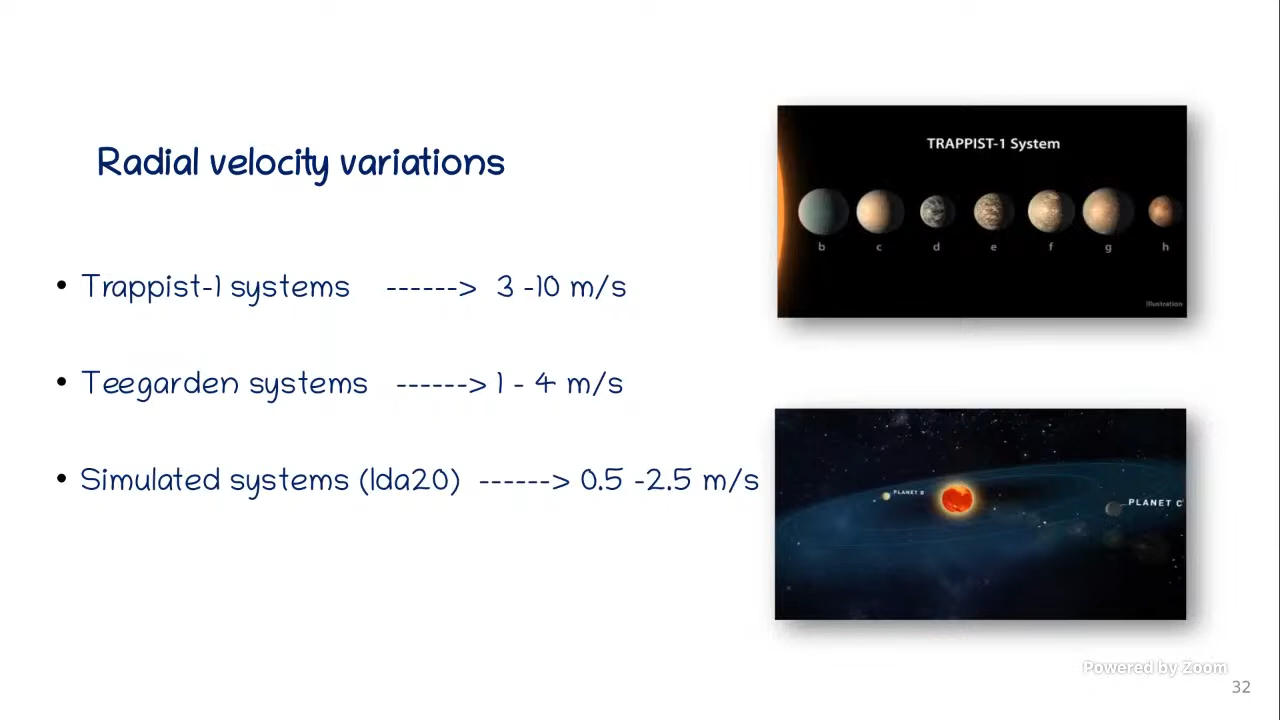 Radial velocity variations
• Trappist-1 systems ------> 3 -10 m/s
• Teegarden systems ------> 1 - 4 m/s
• Simulated systems (Ida20) ------> 0.5 -2.5 m/s
TRAPPIST-1 System
b c d e f g h
Illustration
PLANET B
PLANET C
Powered by Zoom
32